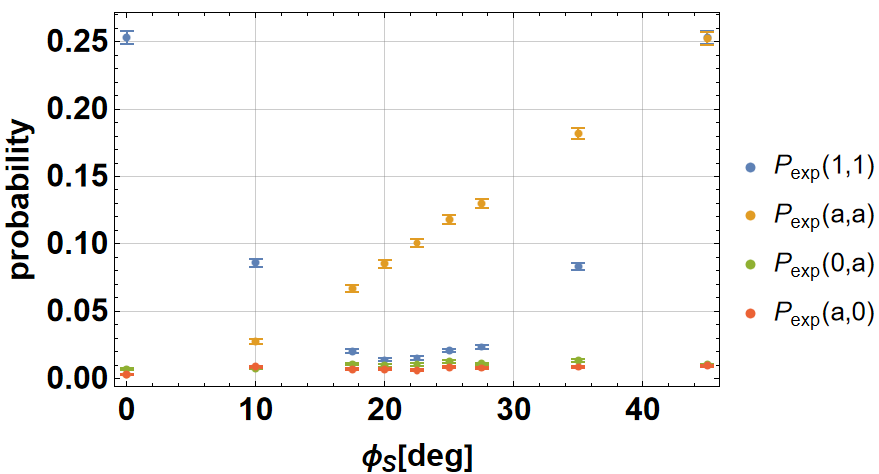 0.25
0.20
0.15
0.10
0.05
0.00
probability
0 10 20 30 40
ϕS[deg]
Pexp(1,1)
Pexp(a,a)
Pexp(0,a)
Pexp(a,0)